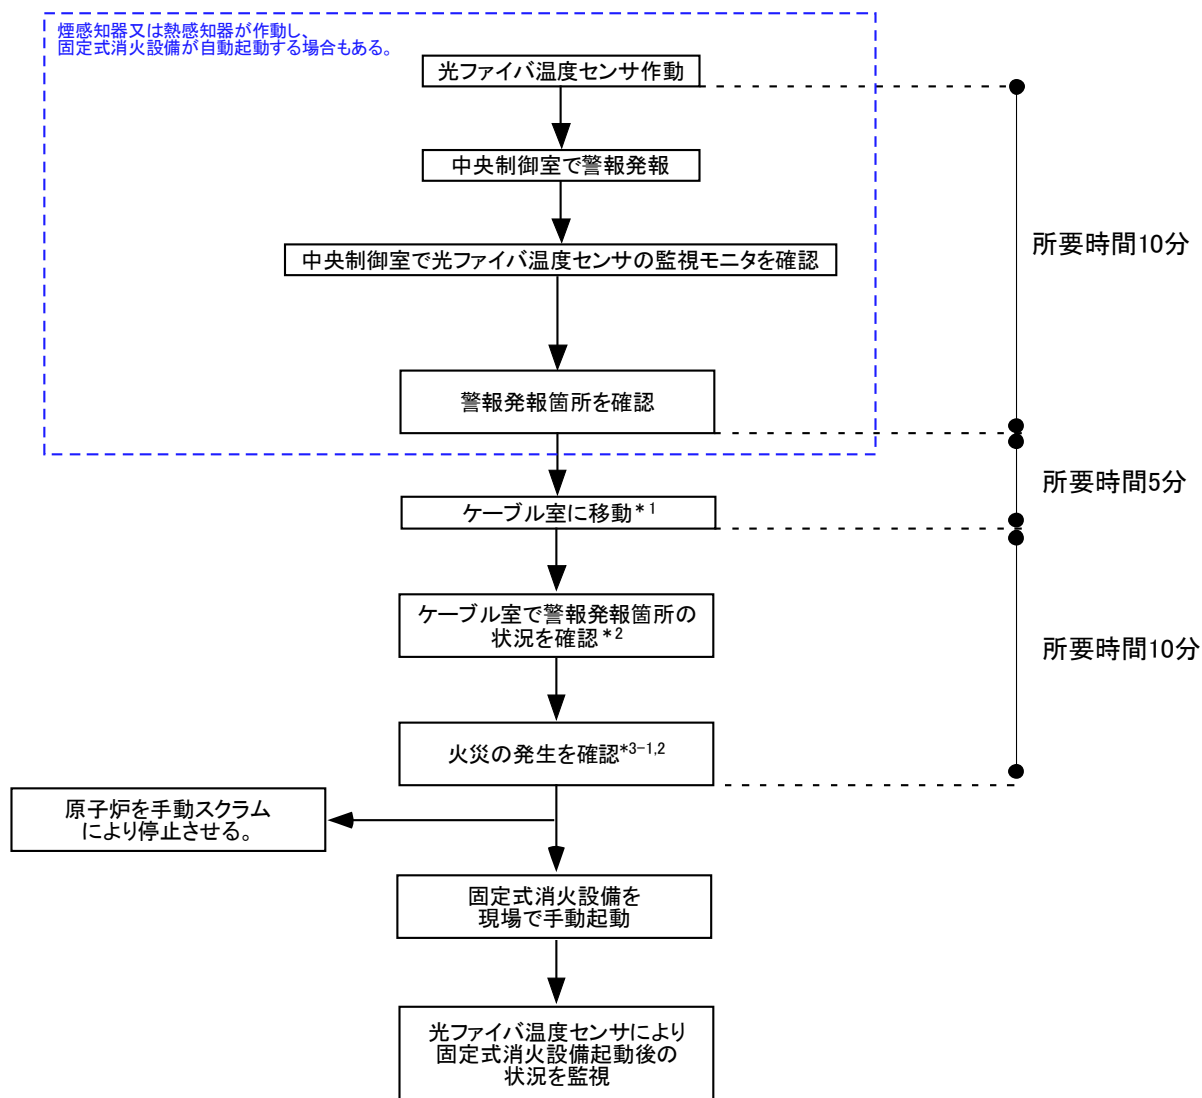 煙感知器又は熱感知器が作動し、
固定式消火設備が自動起動する場合もある。
光ファイバ温度センサ作動
中央制御室で警報発報
中央制御室で光ファイバ温度センサの監視モニタを確認
所要時間10分
警報発報箇所を確認
所要時間5分
ケーブル室に移動*1
ケーブル室で警報発報箇所の
状況を確認*2
所要時間10分
火災の発生を確認*3-1,2
原子炉を手動スクラム
により停止させる。
固定式消火設備を
現場で手動起動
光ファイバ温度センサにより
固定式消火設備起動後の
状況を監視